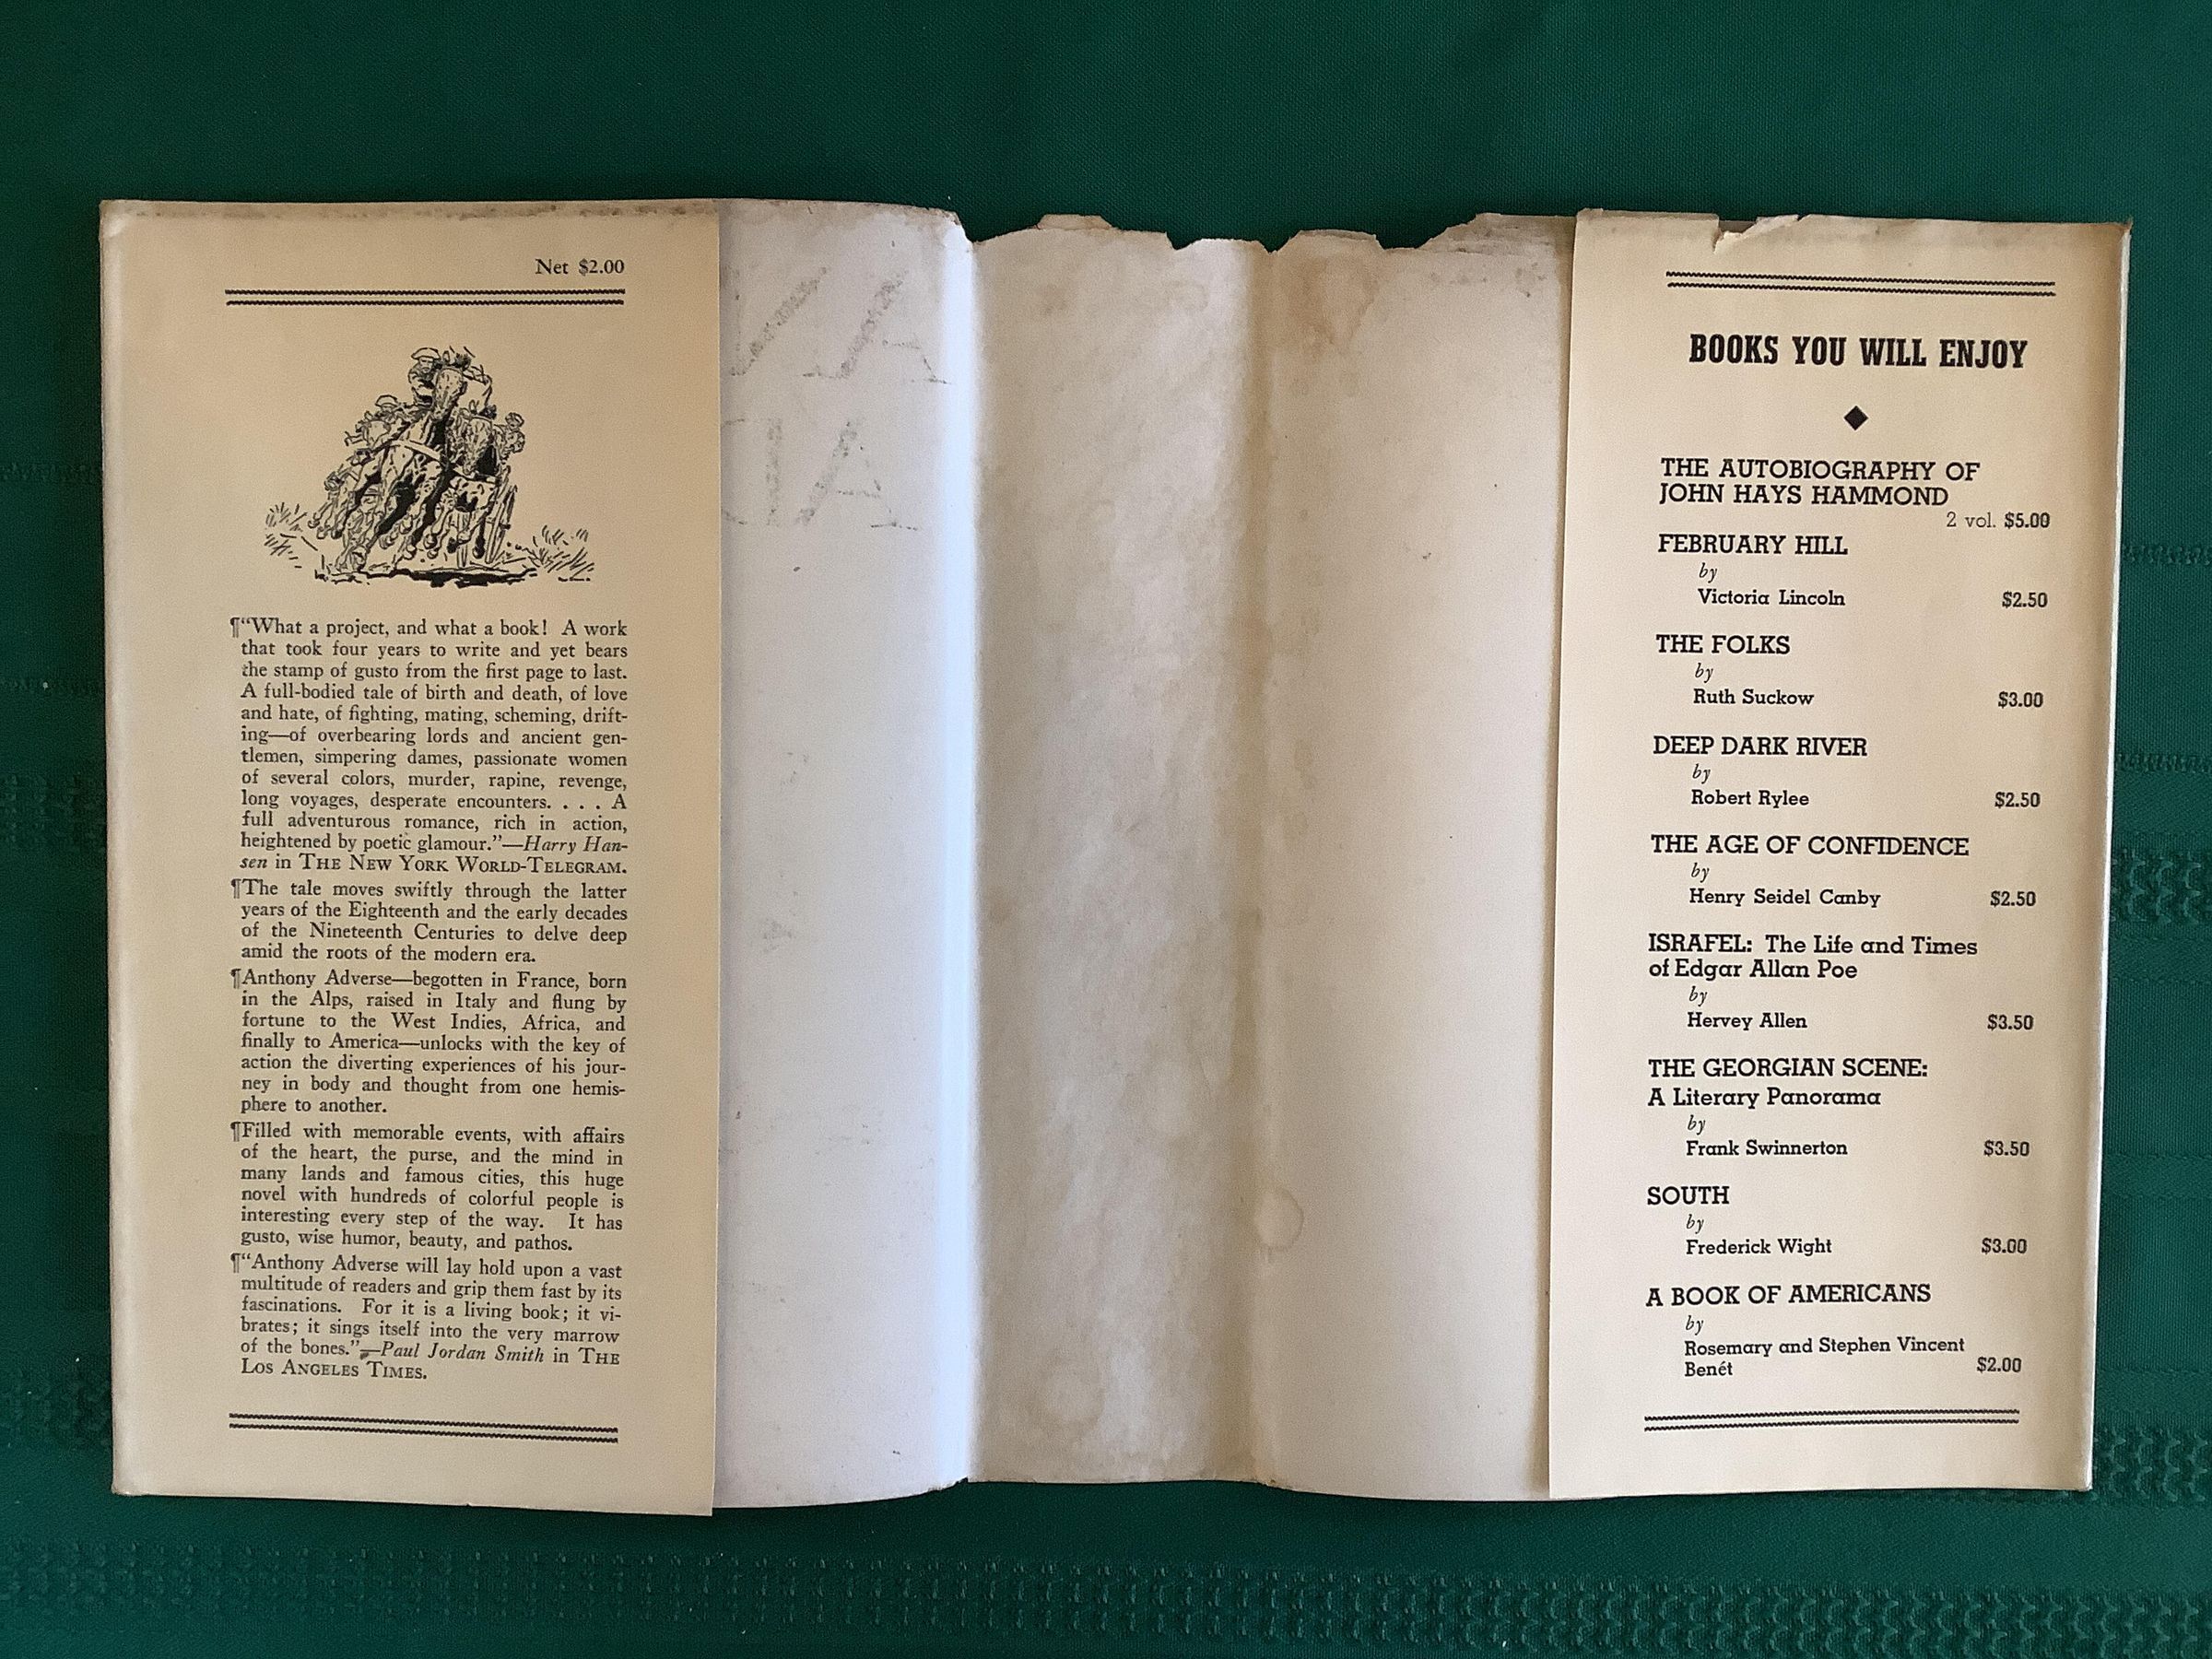 Net $2.00
¶“What a project, and what a book! A work
that took four years to write and yet bears
the stamp of gusto from the first page to last.
A full-bodied tale of birth and death, of love
and hate, of fighting, mating, scheming, drift-
ing—of overbearing lords and ancient gen-
tlemen, simpering dames, passionate women
of several colors, murder, rapine, revenge,
long voyages, desperate encounters. . . . A
full adventurous romance, rich in action,
heightened by poetic glamour.”—Harry Han-
sen in THE NEW YORK WORLD-TELEGRAM.
¶The tale moves swiftly through the latter
years of the Eighteenth and the early decades
of the Nineteenth Centuries to delve deep
amid the roots of the modern era.
¶Anthony Adverse—begotten in France, born
in the Alps, raised in Italy and flung by
fortune to the West Indies, Africa, and
finally to America—unlocks with the key of
action the diverting experiences of his jour-
ney in body and thought from one hemis-
phere to another.
¶Filled with memorable events, with affairs
of the heart, the purse, and the mind in
many lands and famous cities, this huge
novel with hundreds of colorful people is
interesting every step of the way. It has
gusto, wise humor, beauty, and pathos.
¶“Anthony Adverse will lay hold upon a vast
multitude of readers and grip them fast by its
fascinations. For it is a living book; it vi-
brates; it sings itself into the very marrow
of the bones.”—Paul Jordan Smith in THE
LOS ANGELES TIMES.
BOOKS YOU WILL ENJOY
THE AUTOBIOGRAPHY OF
JOHN HAYS HAMMOND
2 vol. $5.00
FEBRUARY HILL
by
Victoria Lincoln $2.50
THE FOLKS
by
Ruth Suckow $3.00
DEEP DARK RIVER
by
Robert Rylee $2.50
THE AGE OF CONFIDENCE
by
Henry Seidel Canby $2.50
ISRAFEL: The Life and Times
of Edgar Allan Poe
by
Hervey Allen $3.50
THE GEORGIAN SCENE:
A Literary Panorama
by
Frank Swinnerton $3.50
SOUTH
by
Frederick Wight $3.00
A BOOK OF AMERICANS
by
Rosemary and Stephen Vincent
Benét $2.00